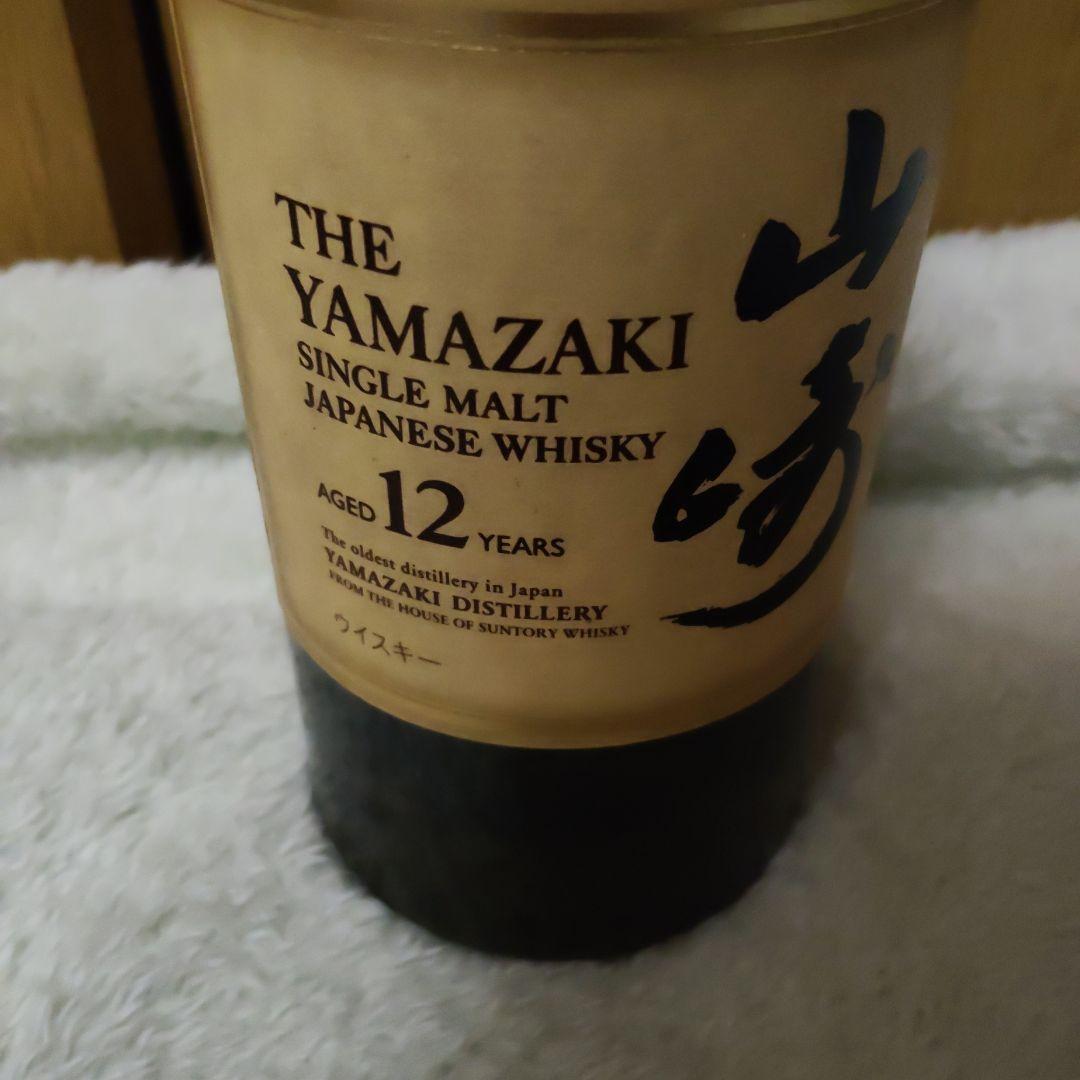 THE
YAMAZAKI
SINGLE MALT
JAPANESE WHISKY
AGED 12 YEARS
The oldest distillery in Japan
YAMAZAKI DISTILLERY
FROM THE HOUSE OF SUNTORY WHISKY
ウイスキー
山崎